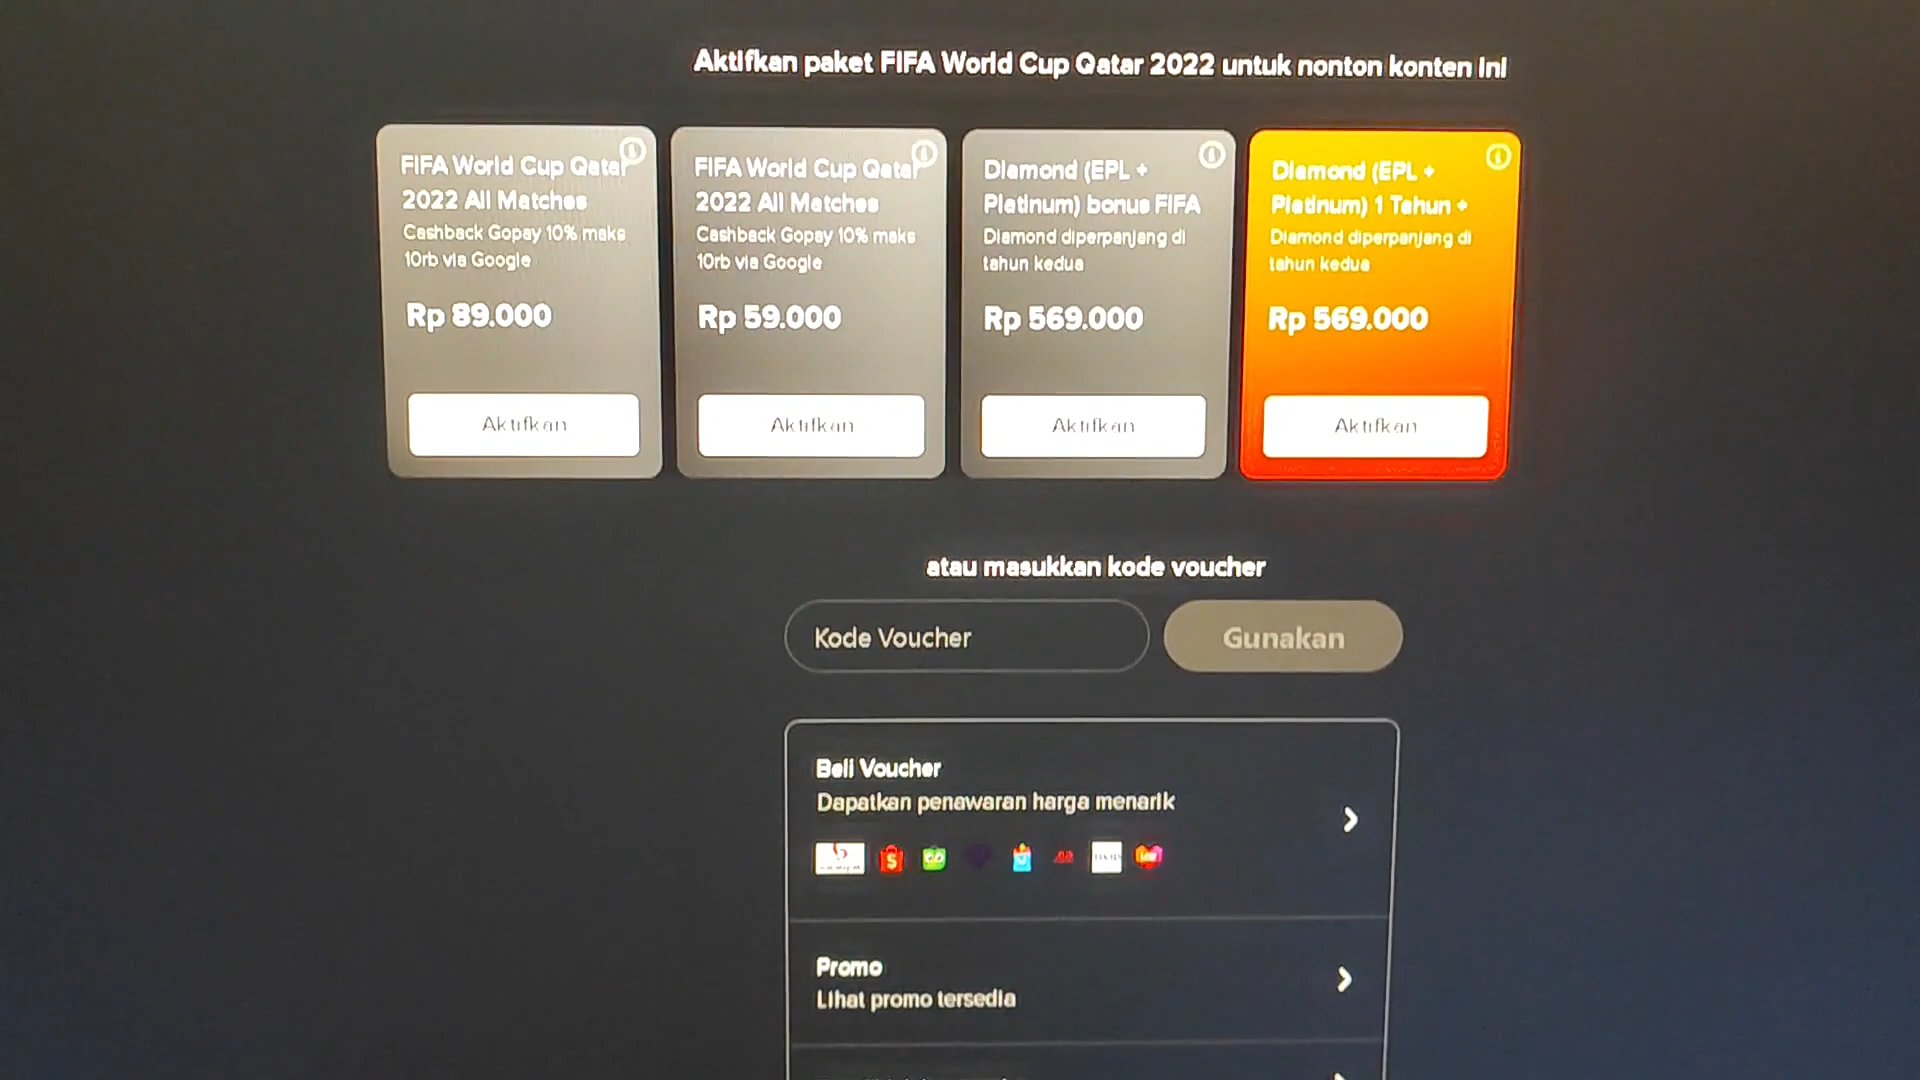 Aktifkan paket FIFA World Cup Qatar 2022 untuk nonton konten ini
FIFA World Cup Qatar
2022 All Matches
Cashback Gopay 10% maks
10rb via Google
Rp 89.000
Aktifkan
FIFA World Cup Qatar
2022 All Matches
Cashback Gopay 10% maks
10rb via Google
Rp 59.000
Aktifkan
Diamond (EPL +
Platinum) bonus FIFA
Diamond diperpanjang di
tahun kedua
Rp 569.000
Aktifkan
Diamond (EPL +
Platinum) 1 Tahun +
Diamond diperpanjang di
tahun kedua
Rp 569.000
Aktifkan
atau masukkan kode voucher
Kode Voucher
Gunakan
Beli Voucher
Dapatkan penawaran harga menarik
Promo
Lihat promo tersedia